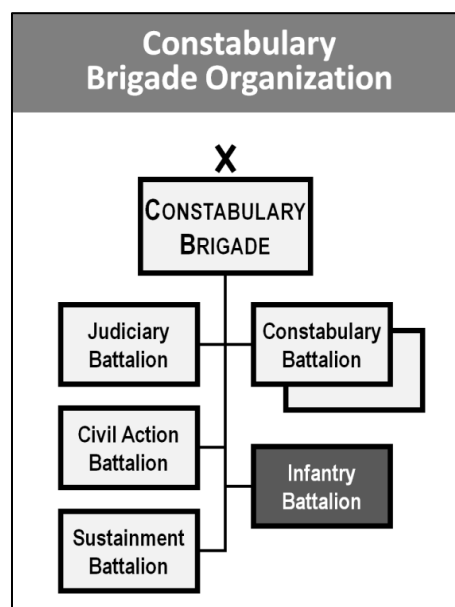 Constabulary
Brigade Organization
X
CONSTABULARY
BRIGADE
Judiciary
Battalion
Constabulary
Battalion
Civil Action
Battalion
Infantry
Battalion
Sustainment
Battalion